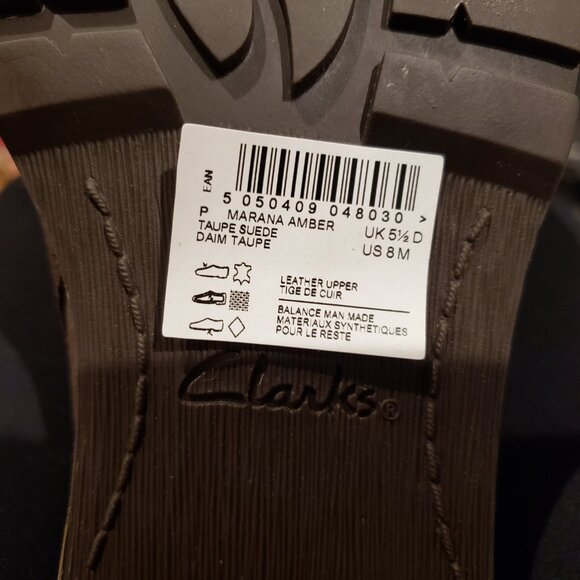 EAN
5 050409 048030 >
P MARANA AMBER UK 5½ D
TAUPE SUEDE US 8 M
DAIM TAUPE
LEATHER UPPER
TIGE DE CUIR
BALANCE MAN MADE
MATERIAUX SYNTHÉTIQUES
POUR LE RESTE
Clarks®